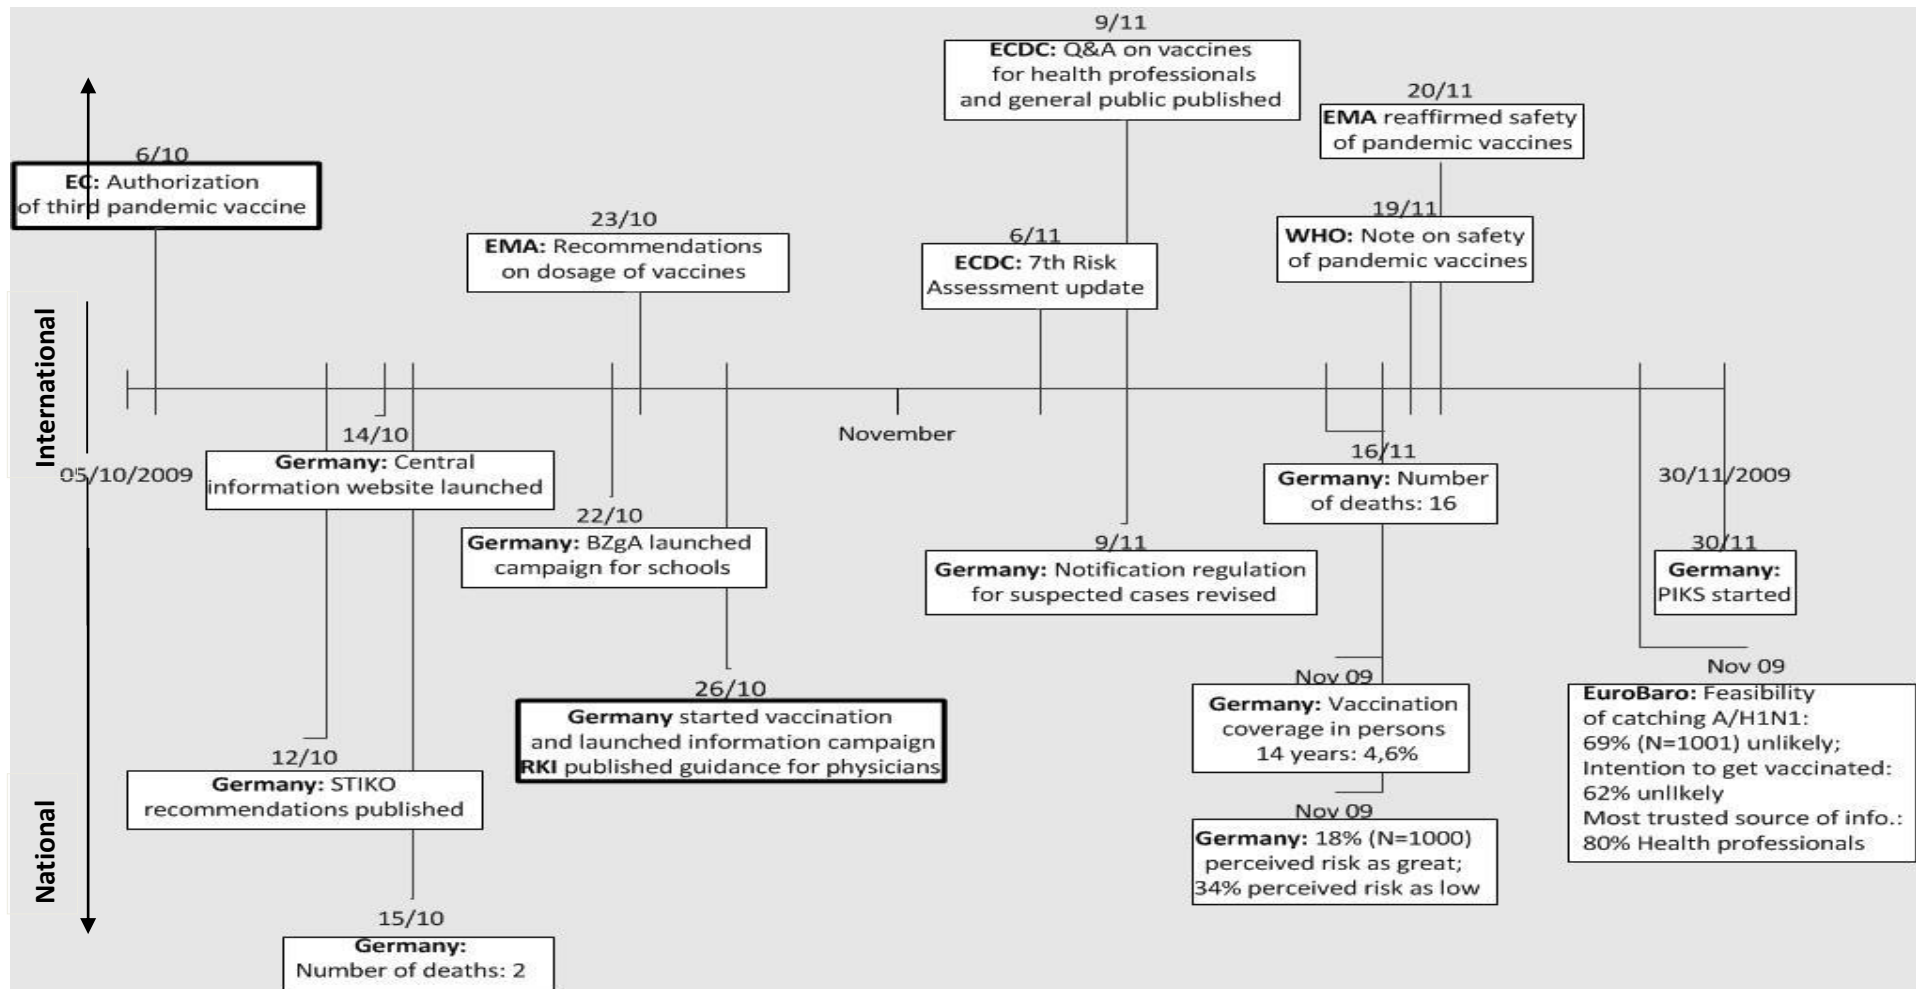 9/11
ECDC: Q&A on vaccines
for health professionals
and general public published
20/11
EMA reaffirmed safety
of pandemic vaccines
6/10
EC: Authorization
of third pandemic vaccine
23/10
EMA: Recommendations
on dosage of vaccines
6/11
ECDC: 7th Risk
Assessment update
19/11
WHO: Note on safety
of pandemic vaccines
International
November
05/10/2009
30/11/2009
14/10
Germany: Central
information website launched
22/10
Germany: BZgA launched
campaign for schools
9/11
Germany: Notification regulation
for suspected cases revised
16/11
Germany: Number
of deaths: 16
30/11
Germany:
PIKS started
National
12/10
Germany: STIKO
recommendations published
26/10
Germany started vaccination
and launched information campaign
RKI published guidance for physicians
Nov 09
Germany: Vaccination
coverage in persons
14 years: 4,6%
Nov 09
Germany: 18% (N=1000)
perceived risk as great;
34% perceived risk as low
Nov 09
EuroBaro: Feasibility
of catching A/H1N1:
69% (N=1001) unlikely;
Intention to get vaccinated:
62% unlIkely
Most trusted source of info.:
80% Health professionals
15/10
Germany:
Number of deaths: 2